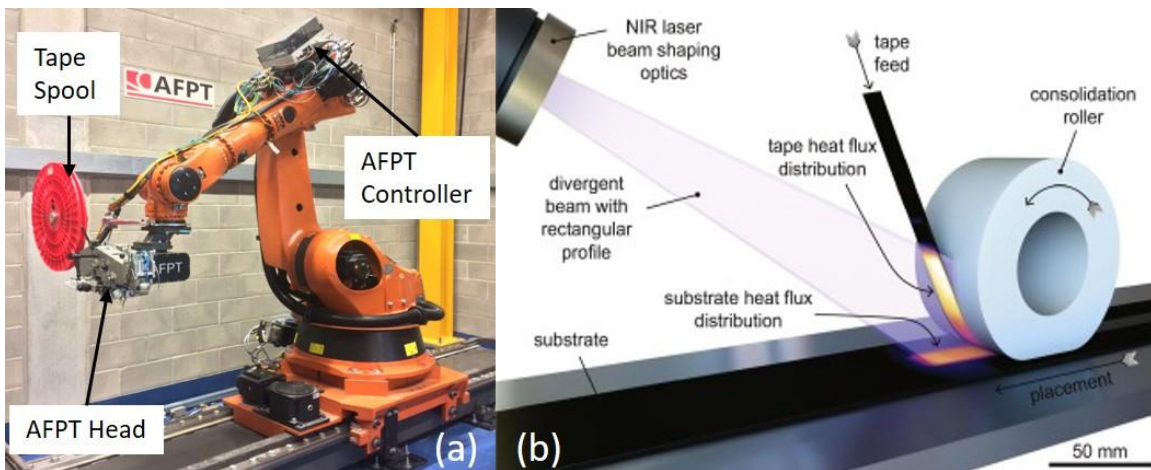 Tape
Spool
AFPT
AFPT
Controller
AFPT
AFPT Head
(a)
(b)
NIR laser
beam shaping
optics
tape
feed
consolidation
roller
tape heat flux
distribution
divergent
beam with
rectangular
profile
substrate heat flux
distribution
substrate
placement
50 mm